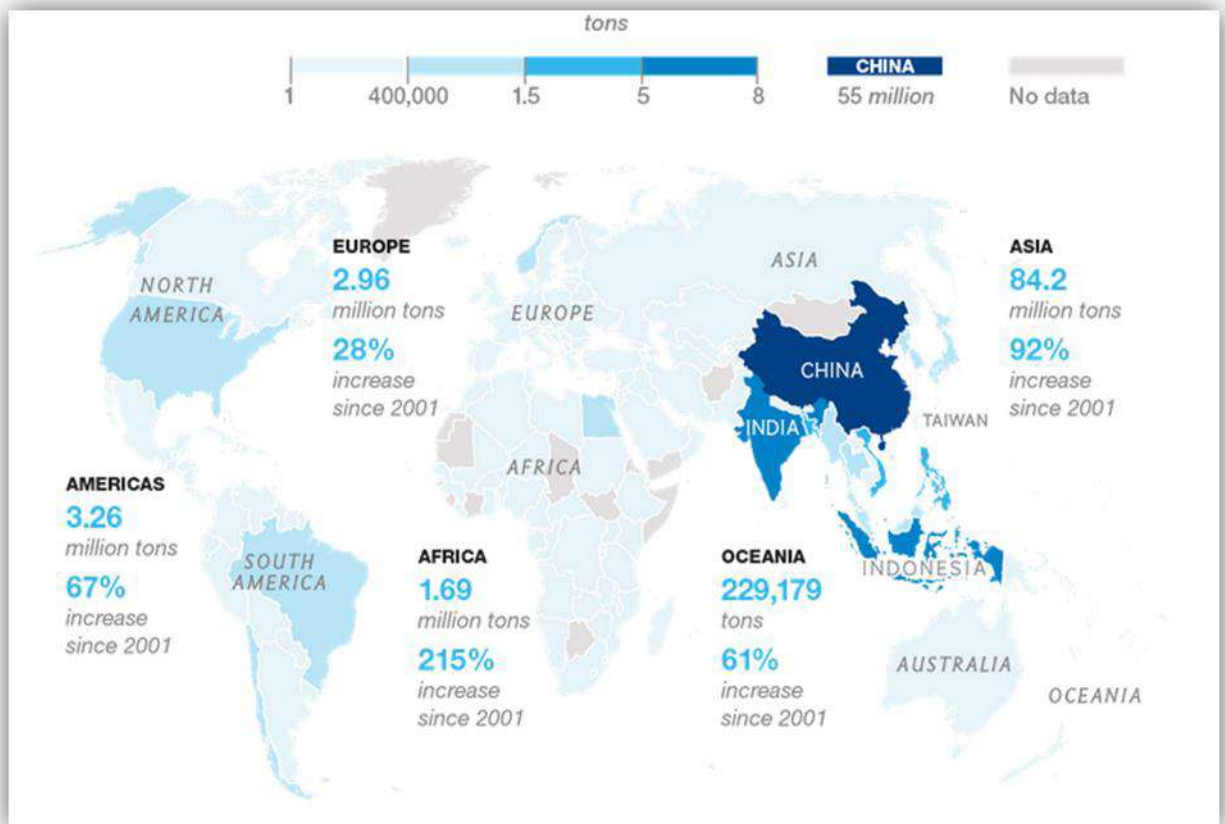 tons
1
400,000
1.5
5
8
CHINA
55 million
No data
NORTH
AMERICA
EUROPE
2.96
million tons
28%
increase
since 2001
EUROPE
ASIA
ASIA
84.2
million tons
92%
increase
since 2001
CHINA
TAIWAN
INDIA
AFRICA
AMERICAS
3.26
million tons
67%
increase
since 2001
SOUTH
AMERICA
AFRICA
1.69
million tons
215%
increase
since 2001
OCEANIA
229,179
tons
61%
increase
since 2001
INDONESIA
AUSTRALIA
OCEANIA